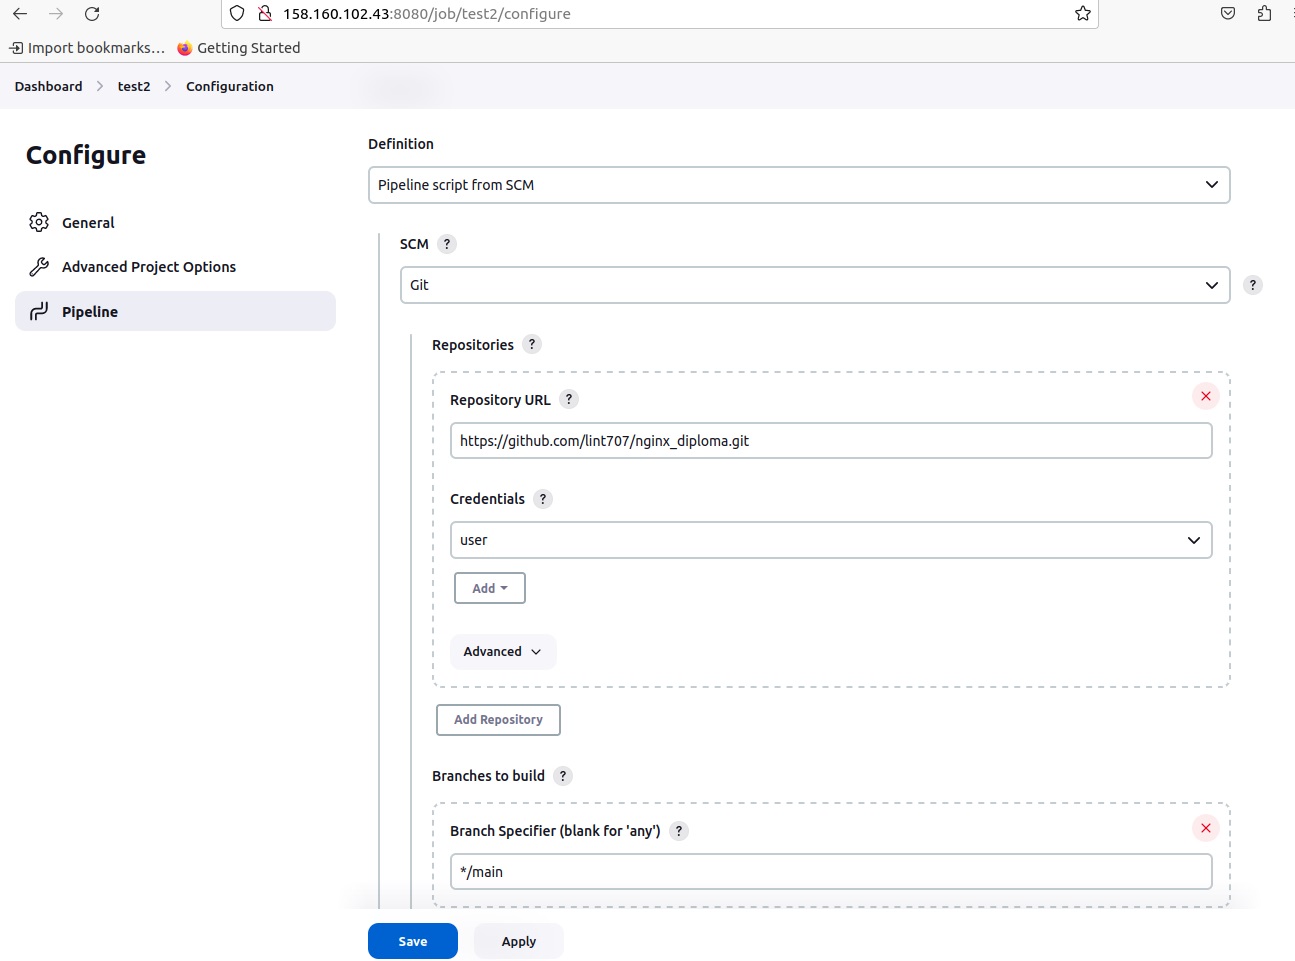 158.160.102.43:8080/job/test2/configure
Import bookmarks… Getting Started
Dashboard test2 Configuration
Configure
General
Advanced Project Options
Pipeline
Definition
Pipeline script from SCM
SCM ?
Git
?
Repositories ?
Repository URL ?
https://github.com/lint707/nginx_diploma.git
Credentials ?
user
Add
Advanced
Add Repository
Branches to build ?
Branch Specifier (blank for 'any') ?
*/main
Save Apply